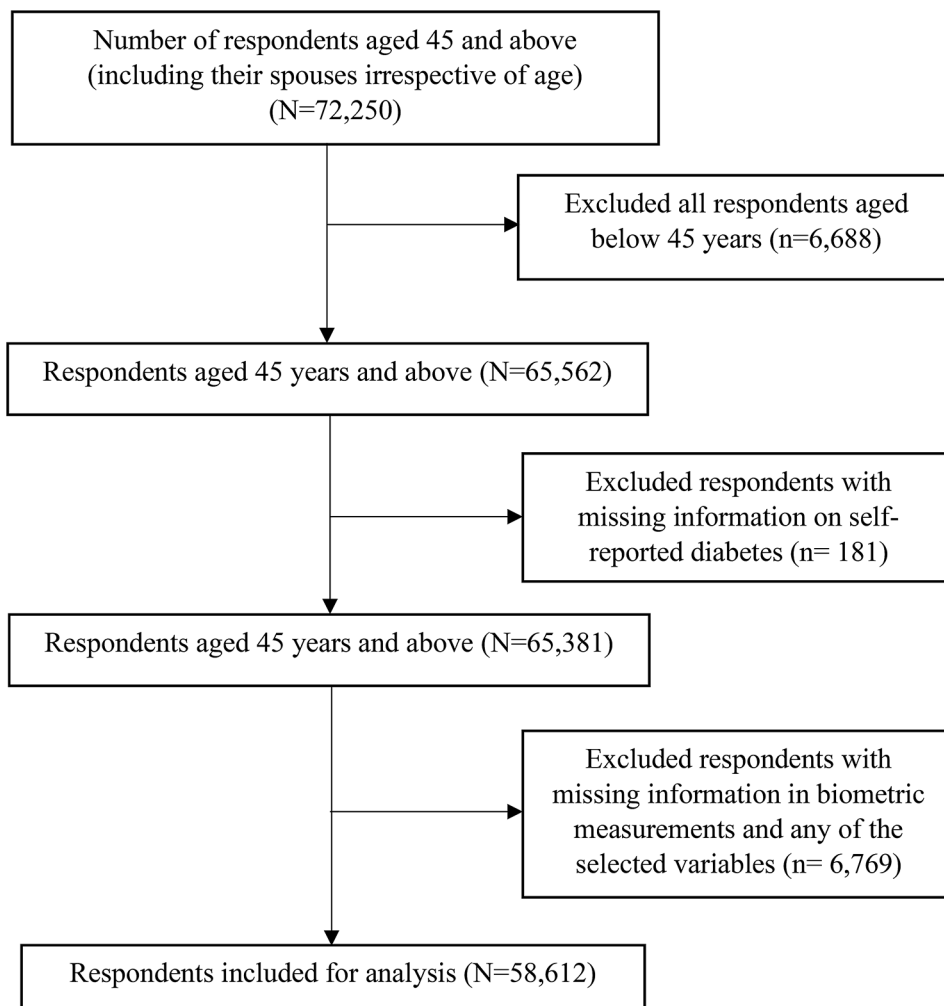 Number of respondents aged 45 and above
(including their spouses irrespective of age)
(N=72,250)
Excluded all respondents aged
below 45 years (n=6,688)
Respondents aged 45 years and above (N=65,562)
Excluded respondents with
missing information on self-
reported diabetes (n= 181)
Respondents aged 45 years and above (N=65,381)
Excluded respondents with
missing information in biometric
measurements and any of the
selected variables (n= 6,769)
Respondents included for analysis (N=58,612)